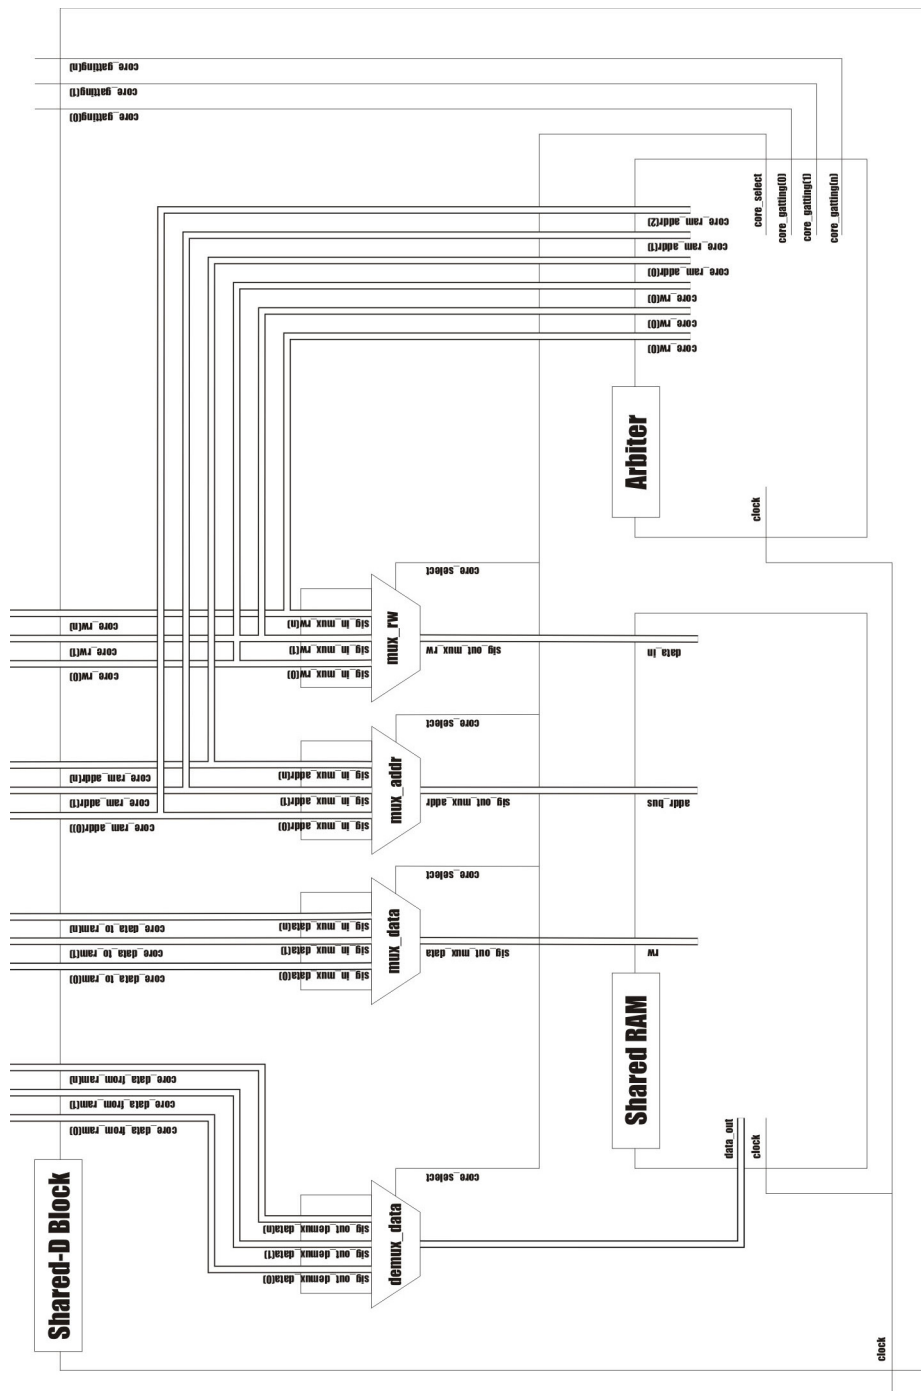 core_gatting(n)
core_gatting(1)
core_gatting(0)
core_select
core_gatting(0)
core_gatting(1)
core_gatting(n)
core_ram_addr(2)
core_ram_addr(1)
core_ram_addr(0)
core_rw(0)
core_rw(0)
core_rw(0)
Arbiter
clock
core_select
core_rw(n)
core_rw(1)
core_rw(0)
sig_in_mux_rw(n)
sig_in_mux_rw(1)
sig_in_mux_rw(0)
mux_rw
sig_out_mux_rw
data_in
core_select
core_ram_addr(n)
core_ram_addr(1)
core_ram_addr(0))
sig_in_mux_addr(n)
sig_in_mux_addr(1)
sig_in_mux_addr(0)
mux_addr
sig_out_mux_addr
addr_bus
core_select
core_data_to_ram(n)
core_data_to_ram(1)
core_data_to_ram(0)
sig_in_mux_data(n)
sig_in_mux_data(1)
sig_in_mux_data(0)
mux_data
sig_out_mux_data
rw
Shared RAM
core_data_from_ram(n)
core_data_from_ram(1)
core_data_from_ram(0)
data_out
clock
core_select
sig_out_demux_data(n)
sig_out_demux_data(1)
sig_out_demux_data(0)
demux_data
Shared-D Block
clock